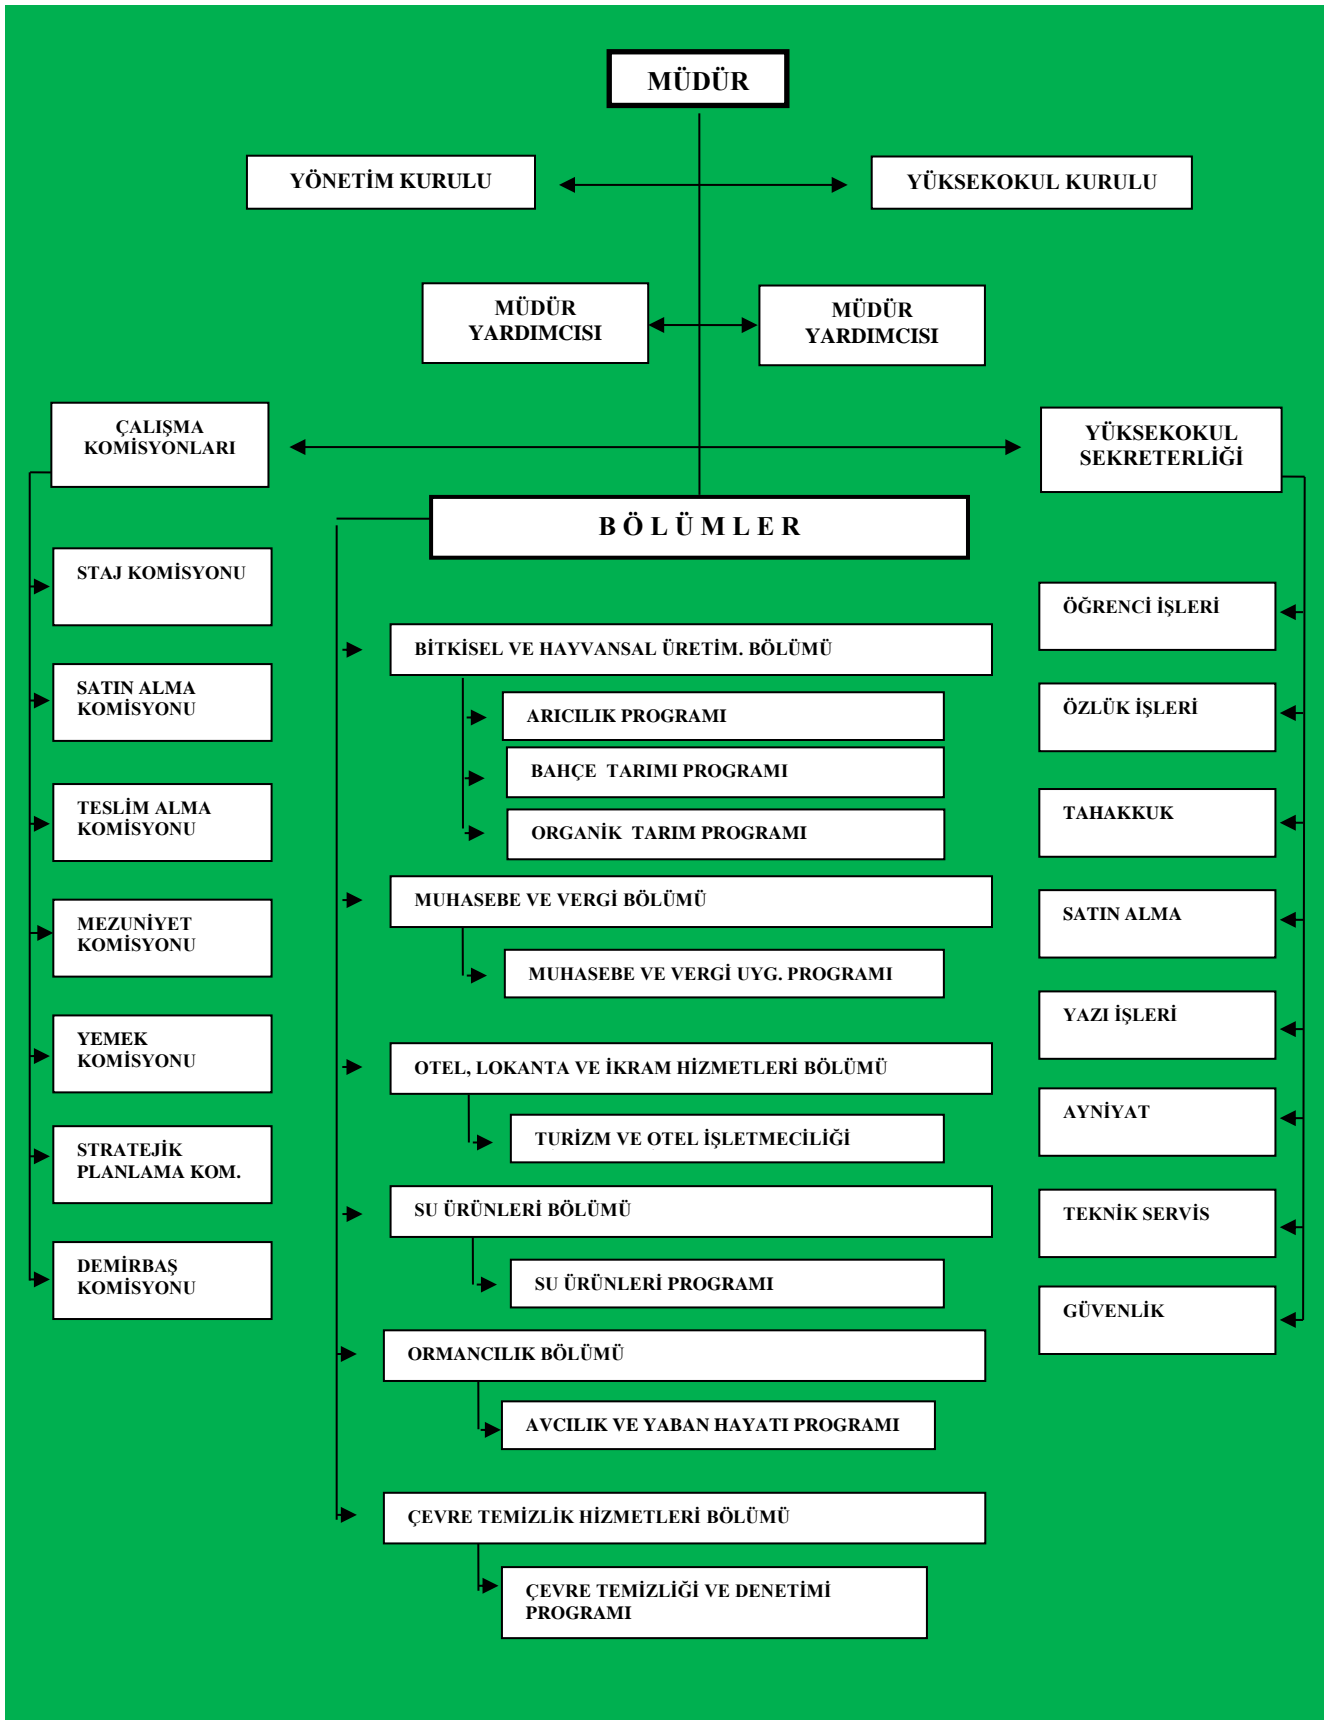 MÜDÜR
YÖNETİM KURULU
YÜKSEKOKUL KURULU
MÜDÜR
YARDIMCISI
MÜDÜR
YARDIMCISI
ÇALIŞMA
KOMİSYONLARI
YÜKSEKOKUL
SEKRETERLİĞİ
B Ö L Ü M L E R
STAJ KOMİSYONU
SATIN ALMA
KOMİSYONU
TESLİM ALMA
KOMİSYONU
MEZUNİYET
KOMİSYONU
YEMEK
KOMİSYONU
STRATEJİK
PLANLAMA KOM.
DEMİRBAŞ
KOMİSYONU
BİTKİSEL VE HAYVANSAL ÜRETİM. BÖLÜMÜ
ARICILIK PROGRAMI
BAHÇE  TARIMI PROGRAMI
ORGANİK  TARIM PROGRAMI
MUHASEBE VE VERGİ BÖLÜMÜ
MUHASEBE VE VERGİ UYG. PROGRAMI
OTEL, LOKANTA VE İKRAM HİZMETLERİ BÖLÜMÜ
TURİZM VE OTEL İŞLETMECİLİĞİ
SU ÜRÜNLERİ BÖLÜMÜ
SU ÜRÜNLERİ PROGRAMI
ORMANCILIK BÖLÜMÜ
AVCILIK VE YABAN HAYATI PROGRAMI
ÇEVRE TEMİZLİK HİZMETLERİ BÖLÜMÜ
ÇEVRE TEMİZLİĞİ VE DENETİMİ
PROGRAMI
ÖĞRENCİ İŞLERİ
ÖZLÜK İŞLERİ
TAHAKKUK
SATIN ALMA
YAZI İŞLERİ
AYNİYAT
TEKNİK SERVİS
GÜVENLİK